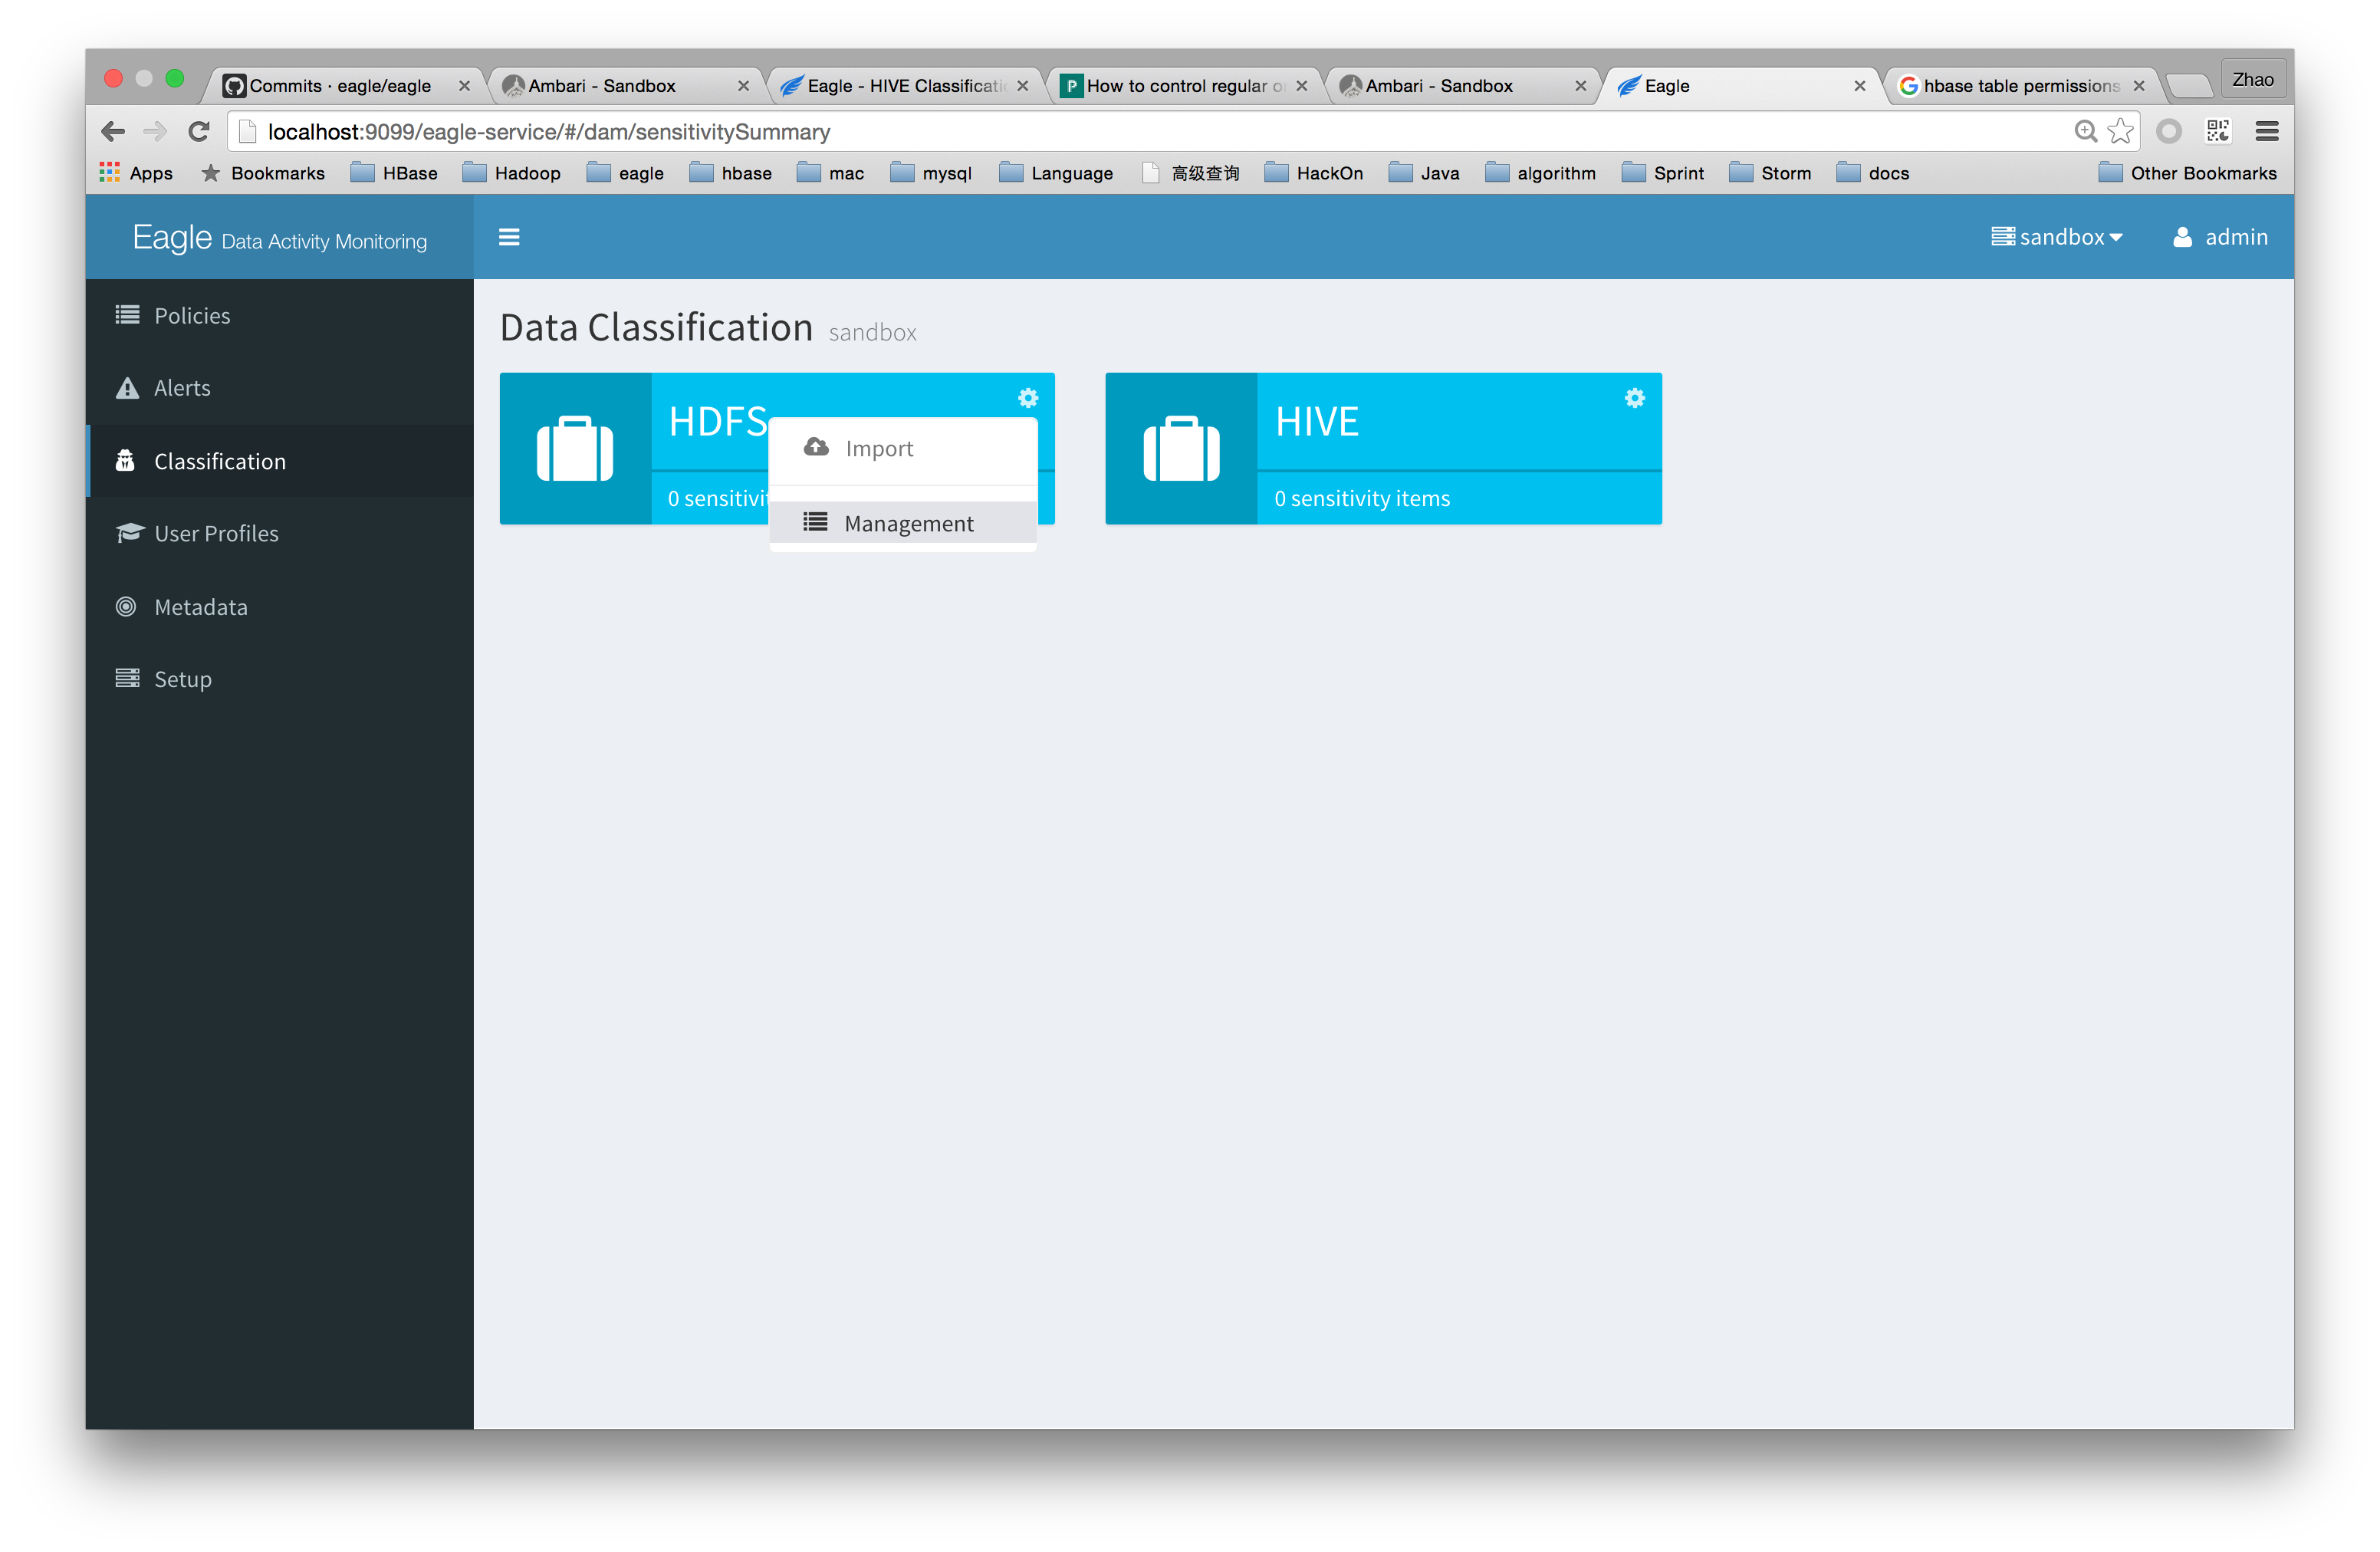 Commits · eagle/eagle
Ambari - Sandbox
Eagle - HIVE Classificati
How to control regular o
Ambari - Sandbox
Eagle
hbase table permissions
Zhao
localhost:9099/eagle-service/#/dam/sensitivitySummary
Apps Bookmarks HBase Hadoop eagle hbase mac mysql Language 高级查询 HackOn Java algorithm Sprint Storm docs Other Bookmarks
Eagle Data Activity Monitoring
sandbox
admin
Policies
Alerts
Classification
User Profiles
Metadata
Setup
Data Classification sandbox
HDFS
0 sensitivit
Import
Management
HIVE
0 sensitivity items